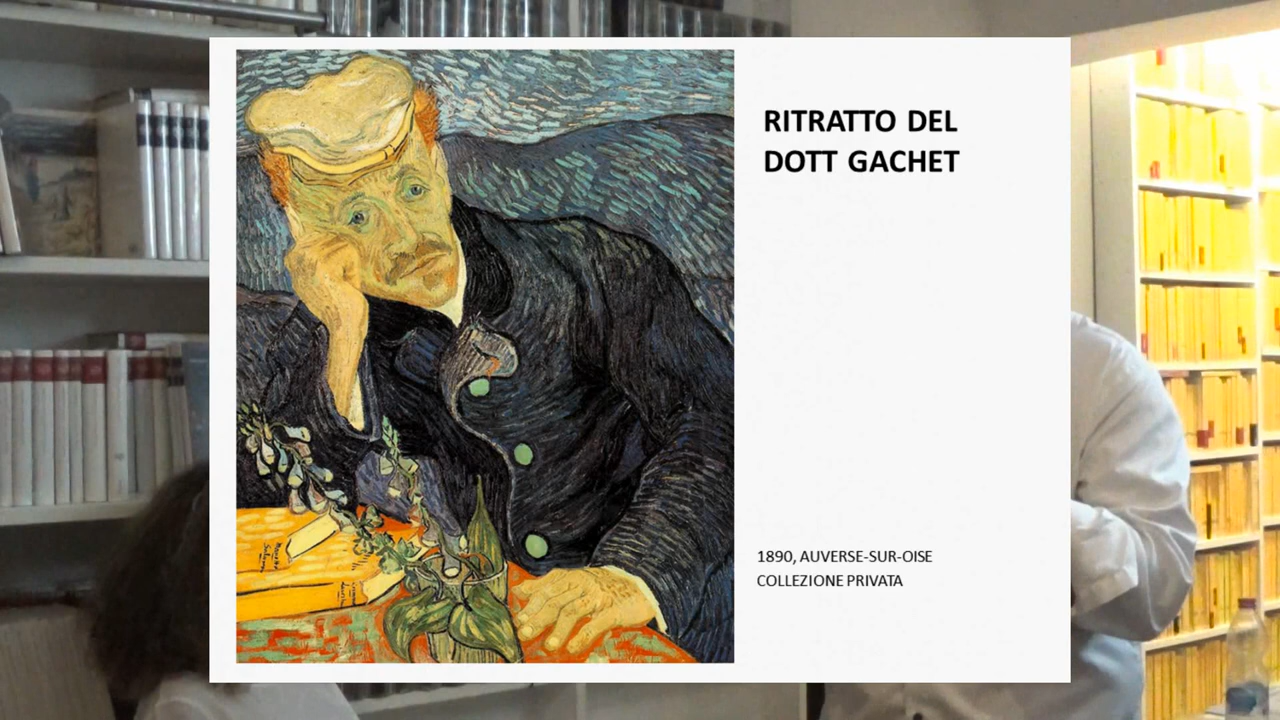 RITRATTO DEL
DOTT GACHET
1890, AUVERSE-SUR-OISE
COLLEZIONE PRIVATA